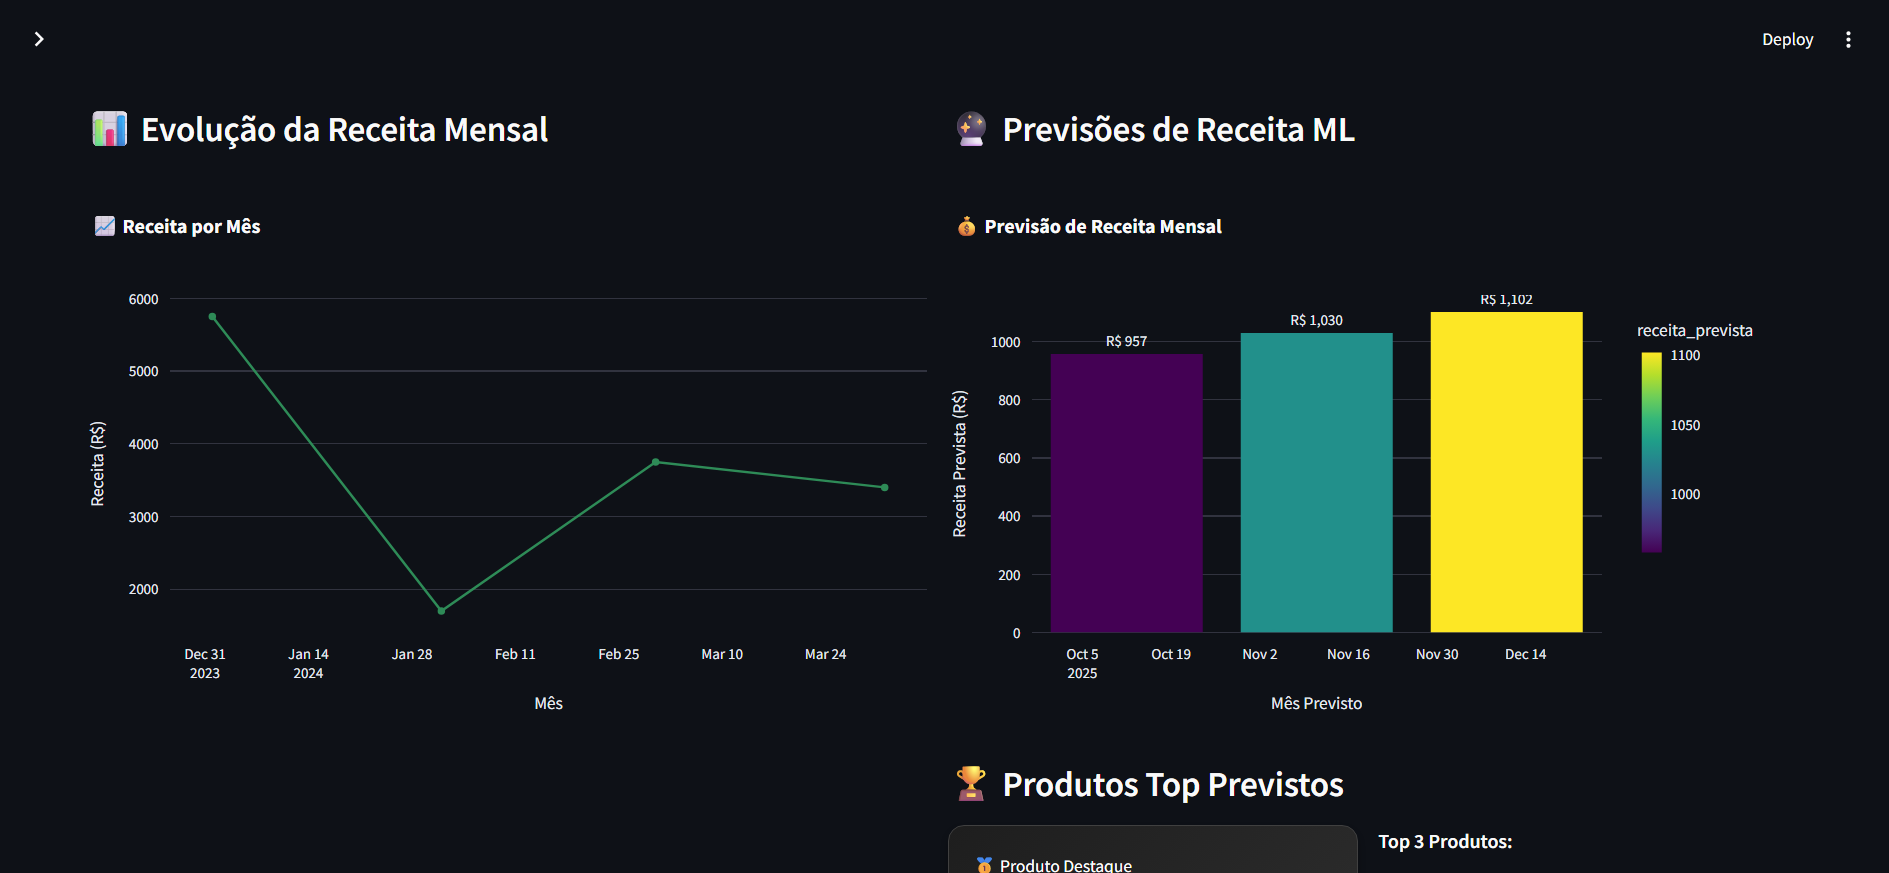 Deploy
Evolução da Receita Mensal
Receita por Mês
6000
5000
4000
3000
2000
Receita (R$)
Dec 31
2023
Jan 14
2024
Jan 28
Feb 11
Feb 25
Mar 10
Mar 24
Mês
Previsões de Receita ML
Previsão de Receita Mensal
R$ 957
R$ 1,030
R$ 1,102
1000
800
600
400
200
0
Receita Prevista (R$)
Oct 5
2025
Oct 19
Nov 2
Nov 16
Nov 30
Dec 14
Mês Previsto
receita_prevista
1100
1050
1000
Produtos Top Previstos
Produto Destaque
Top 3 Produtos: